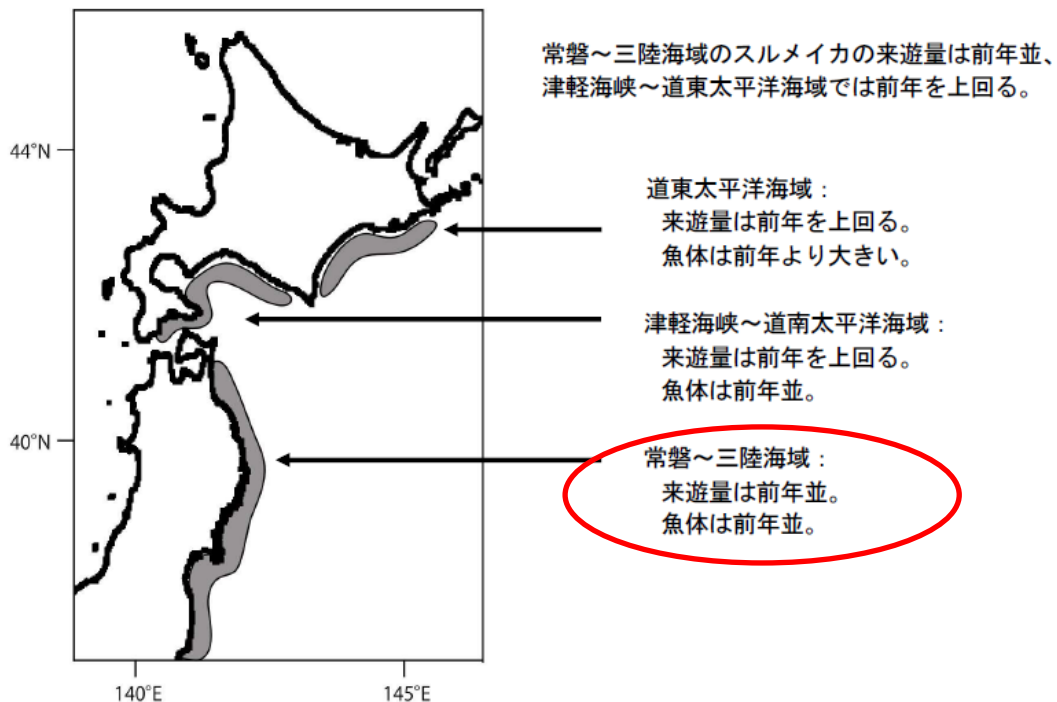 常磐～三陸海域のスルメイカの来遊量は前年並、
津軽海峡～道東太平洋海域では前年を上回る。
44°N
道東太平洋海域：
来遊量は前年を上回る。
魚体は前年より大きい。
津軽海峡～道南太平洋海域：
来遊量は前年を上回る。
魚体は前年並。
40°N
常磐～三陸海域：
来遊量は前年並。
魚体は前年並。
140°E
145°E